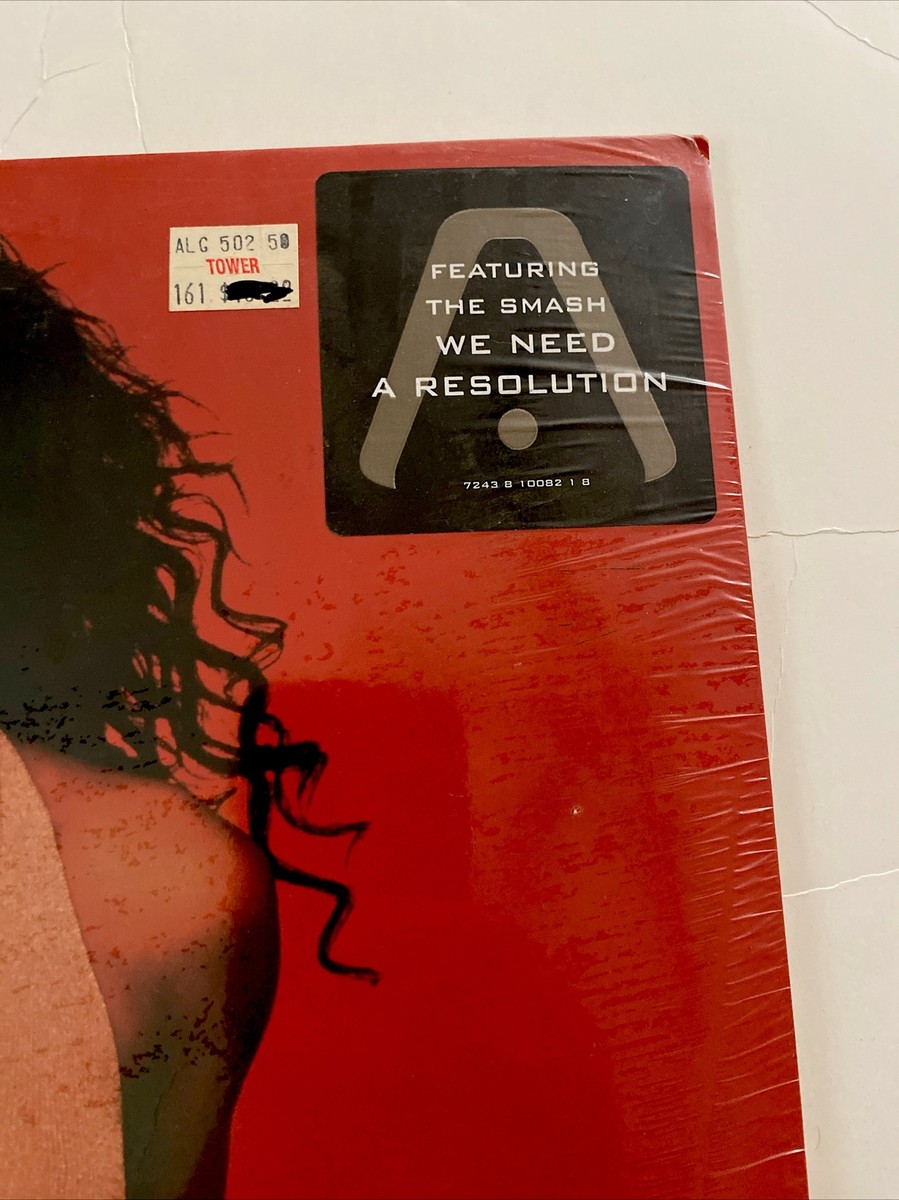 ALG 502 50
TOWER
161
FEATURING
THE SMASH
WE NEED
A RESOLUTION
7243 8 10082 1 8